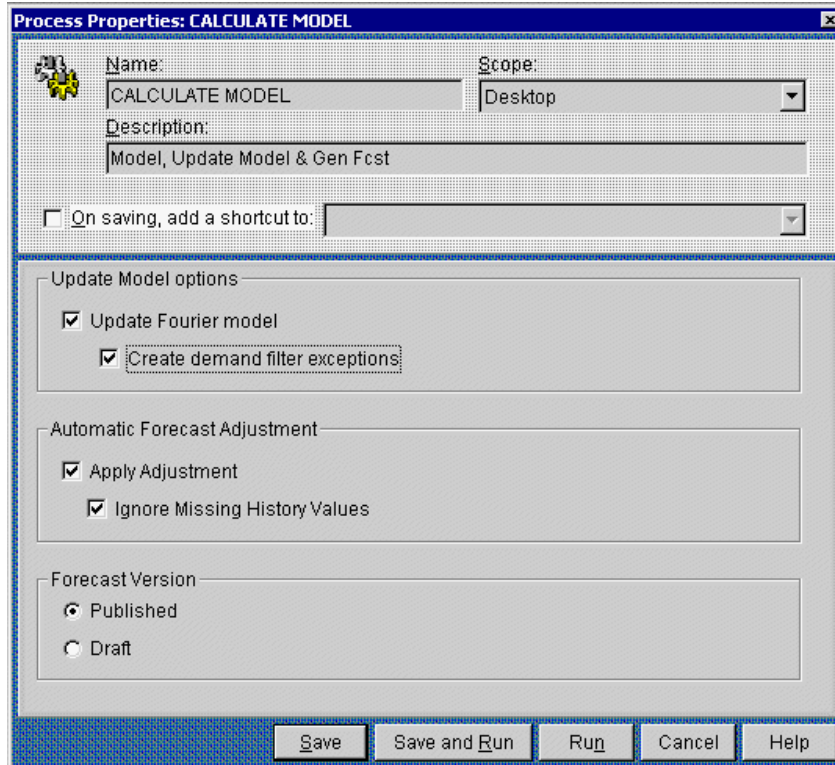 Process Properties: CALCULATE MODEL
Name:
Scope:
CALCULATE MODEL
Desktop
Description:
Model, Update Model & Gen Fcst
On saving, add a shortcut to:
Update Model options
Update Fourier model
Create demand filter exceptions
Automatic Forecast Adjustment
Apply Adjustment
Ignore Missing History Values
Forecast Version
Published
Draft
Save
Save and Run
Run
Cancel
Help